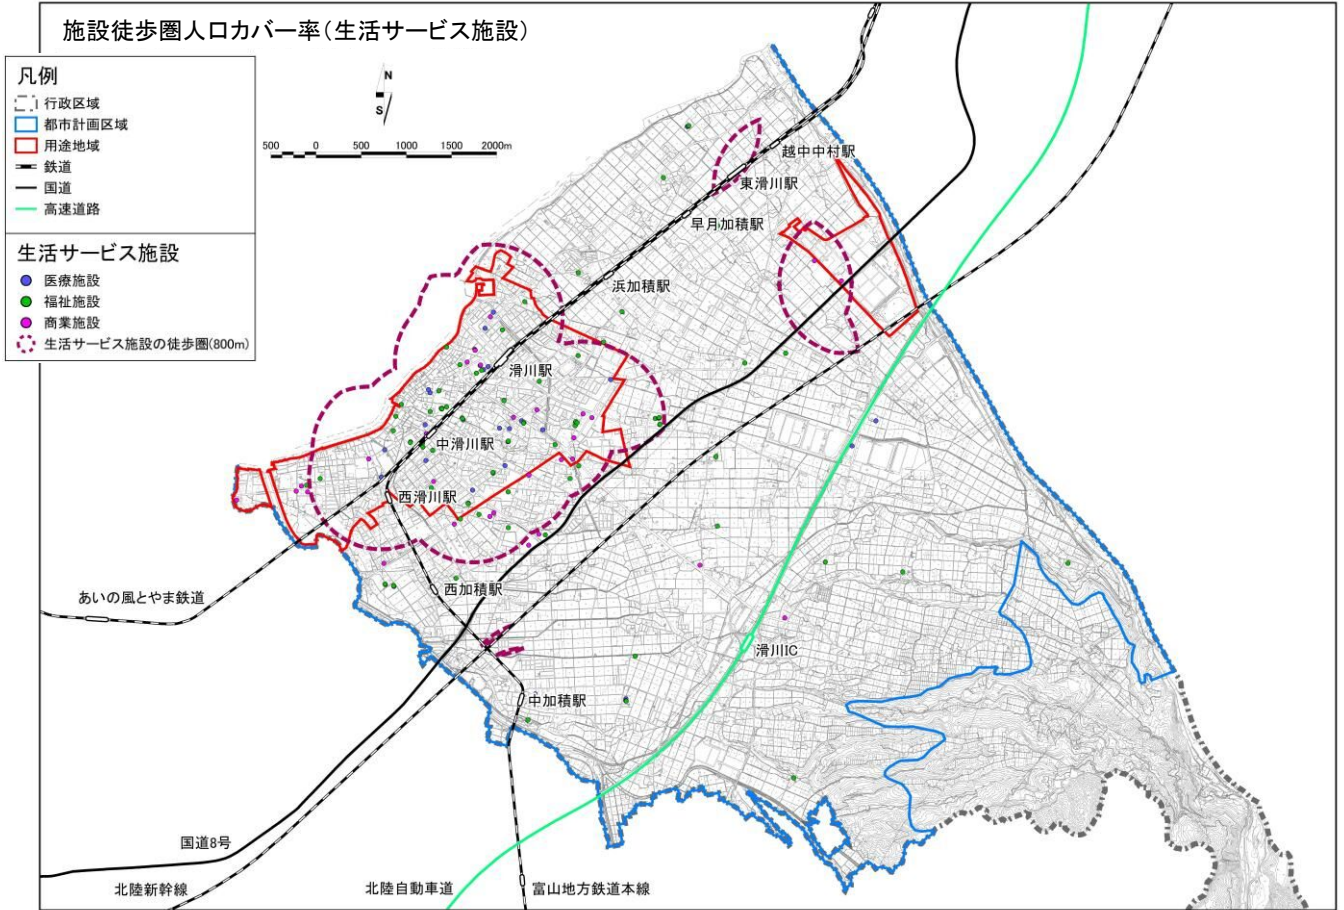 施設徒歩圏人口カバー率(生活サービス施設)
凡例
行政区域
都市計画区域
用途地域
鉄道
国道
高速道路
生活サービス施設
医療施設
福祉施設
商業施設
生活サービス施設の徒歩圏(800m)
N
S
500 0 500 1000 1500 2000m
越中中村駅
東滑川駅
早月加積駅
浜加積駅
滑川駅
中滑川駅
西滑川駅
西加積駅
あいの風とやま鉄道
滑川IC
中加積駅
国道8号
北陸新幹線
北陸自動車道
富山地方鉄道本線